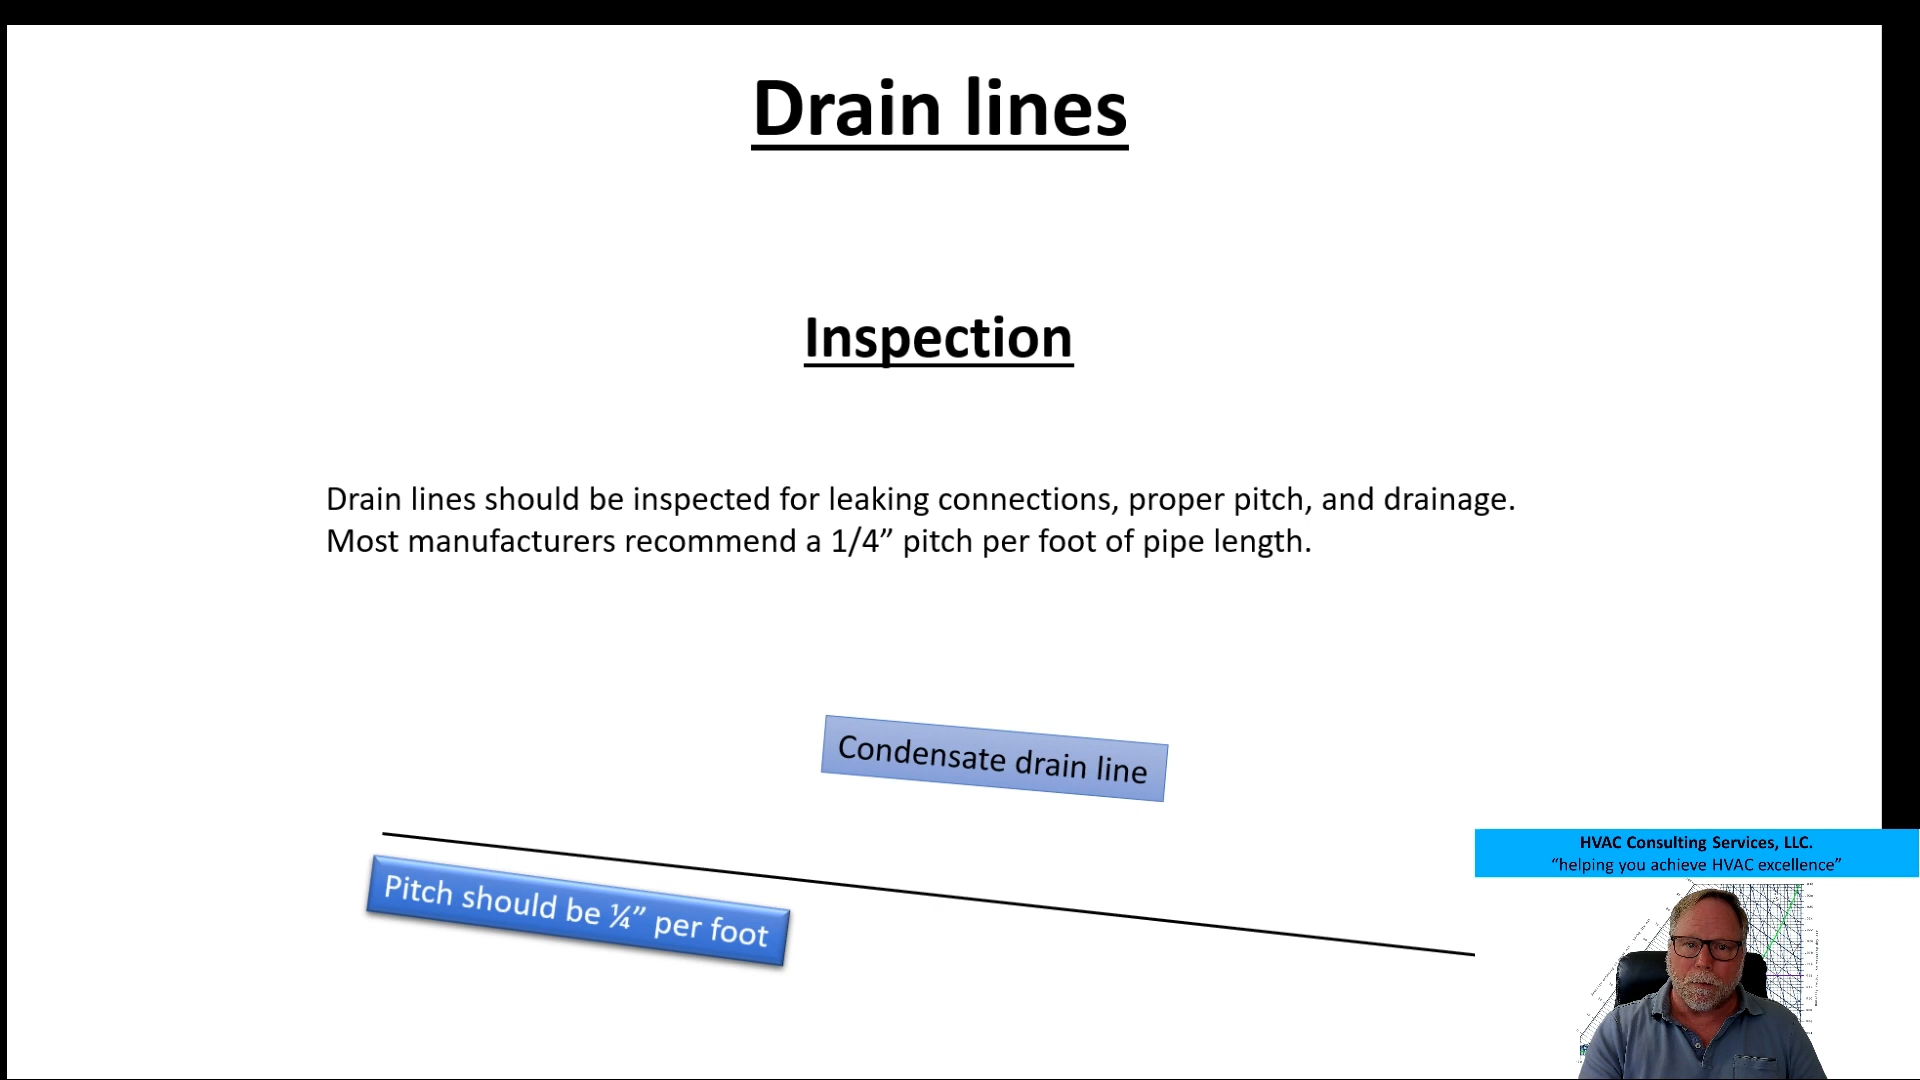 Drain lines
Inspection
Drain lines should be inspected for leaking connections, proper pitch, and drainage.
Most manufacturers recommend a 1/4” pitch per foot of pipe length.
Condensate drain line
Pitch should be ¼” per foot
HVAC Consulting Services, LLC.
“helping you achieve HVAC excellence”